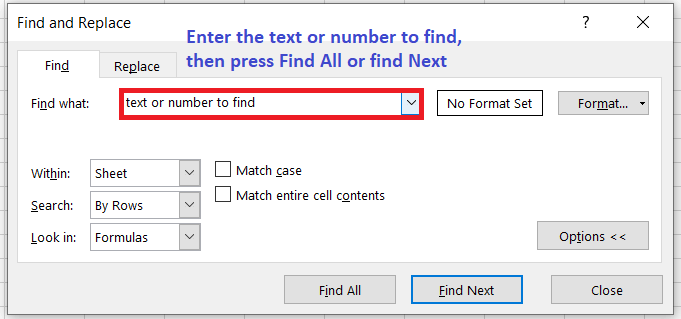 Find and Replace
?
Enter the text or number to find,
then press Find All or find Next
Find
Replace
Find what:
text or number to find
No Format Set
Format...
Within:
Sheet
Match case
Search:
By Rows
Match entire cell contents
Look in:
Formulas
Options <<
Find All
Find Next
Close